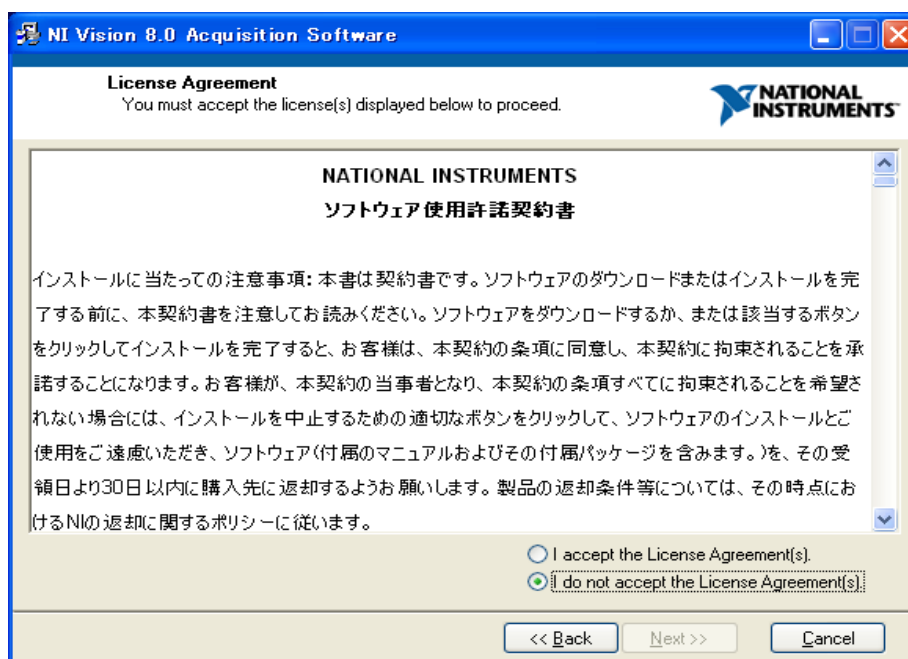 NI Vision 8.0 Acquisition Software
License Agreement
You must accept the license(s) displayed below to proceed.
NATIONAL
INSTRUMENTS™
NATIONAL INSTRUMENTS
ソフトウェア使用許諾契約書
インストールに当たっての注意事項: 本書は契約書です。ソフトウェアのダウンロードまたはインストールを完
了する前に、本契約書を注意してお読みください。ソフトウェアをダウンロードするか、または該当するボタン
をクリックしてインストールを完了すると、お客様は、本契約の条項に同意し、本契約に拘束されることを承
諾することになります。お客様が、本契約の当事者となり、本契約の条項すべてに拘束されることを希望さ
れない場合には、インストールを中止するための適切なボタンをクリックして、ソフトウェアのインストールとご
使用をご遠慮いただき、ソフトウェア(付属のマニュアルおよびその付属パッケージを含みます。)を、その受
領日より30日以内に購入先に返却するようお願いします。製品の返却条件等については、その時点にお
けるNIの返却に関するポリシーに従います。
I accept the License Agreement(s).
I do not accept the License Agreement(s).
<< Back
Next >>
Cancel